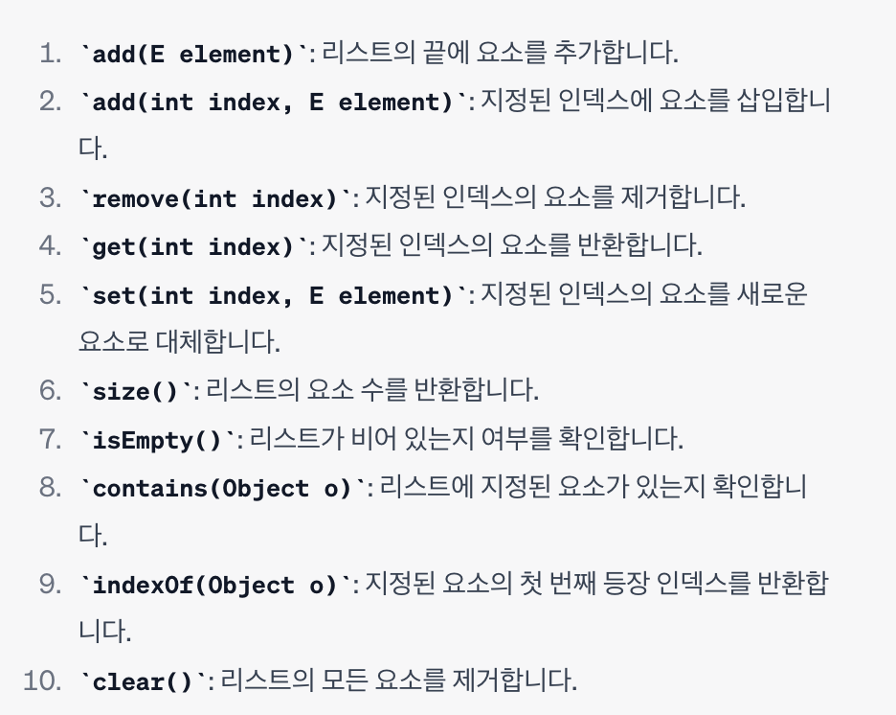 1. `add(E element)`: 리스트의 끝에 요소를 추가합니다.
2. `add(int index, E element)`: 지정된 인덱스에 요소를 삽입합니
다.
3. `remove(int index)`: 지정된 인덱스의 요소를 제거합니다.
4. `get(int index)`: 지정된 인덱스의 요소를 반환합니다.
5. `set(int index, E element)`: 지정된 인덱스의 요소를 새로운
요소로 대체합니다.
6. `size()`: 리스트의 요소 수를 반환합니다.
7. `isEmpty()`: 리스트가 비어 있는지 여부를 확인합니다.
8. `contains(Object o)`: 리스트에 지정된 요소가 있는지 확인합니
다.
9. `indexOf(Object o)`: 지정된 요소의 첫 번째 등장 인덱스를 반환합
니다.
10. `clear()`: 리스트의 모든 요소를 제거합니다.